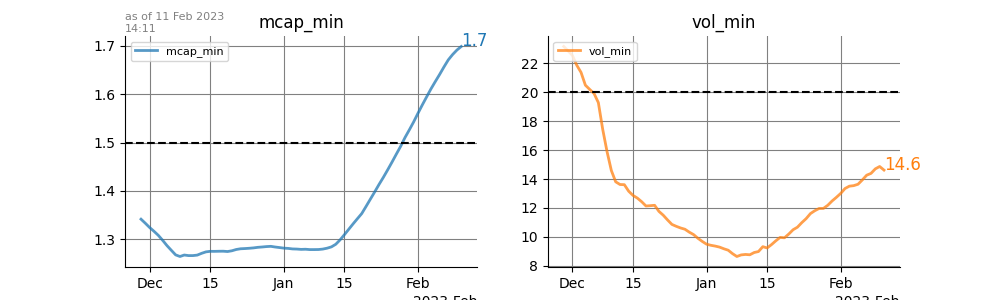 as of 11 Feb 2023
14:11
mcap_min
1.7
mcap_min
1.7
1.6
1.5
1.4
1.3
Dec
15
Jan
15
Feb
2023-Feb
vol_min
vol_min
14.6
22
20
18
16
14
12
10
8
Dec
15
Jan
15
Feb
2023-Feb